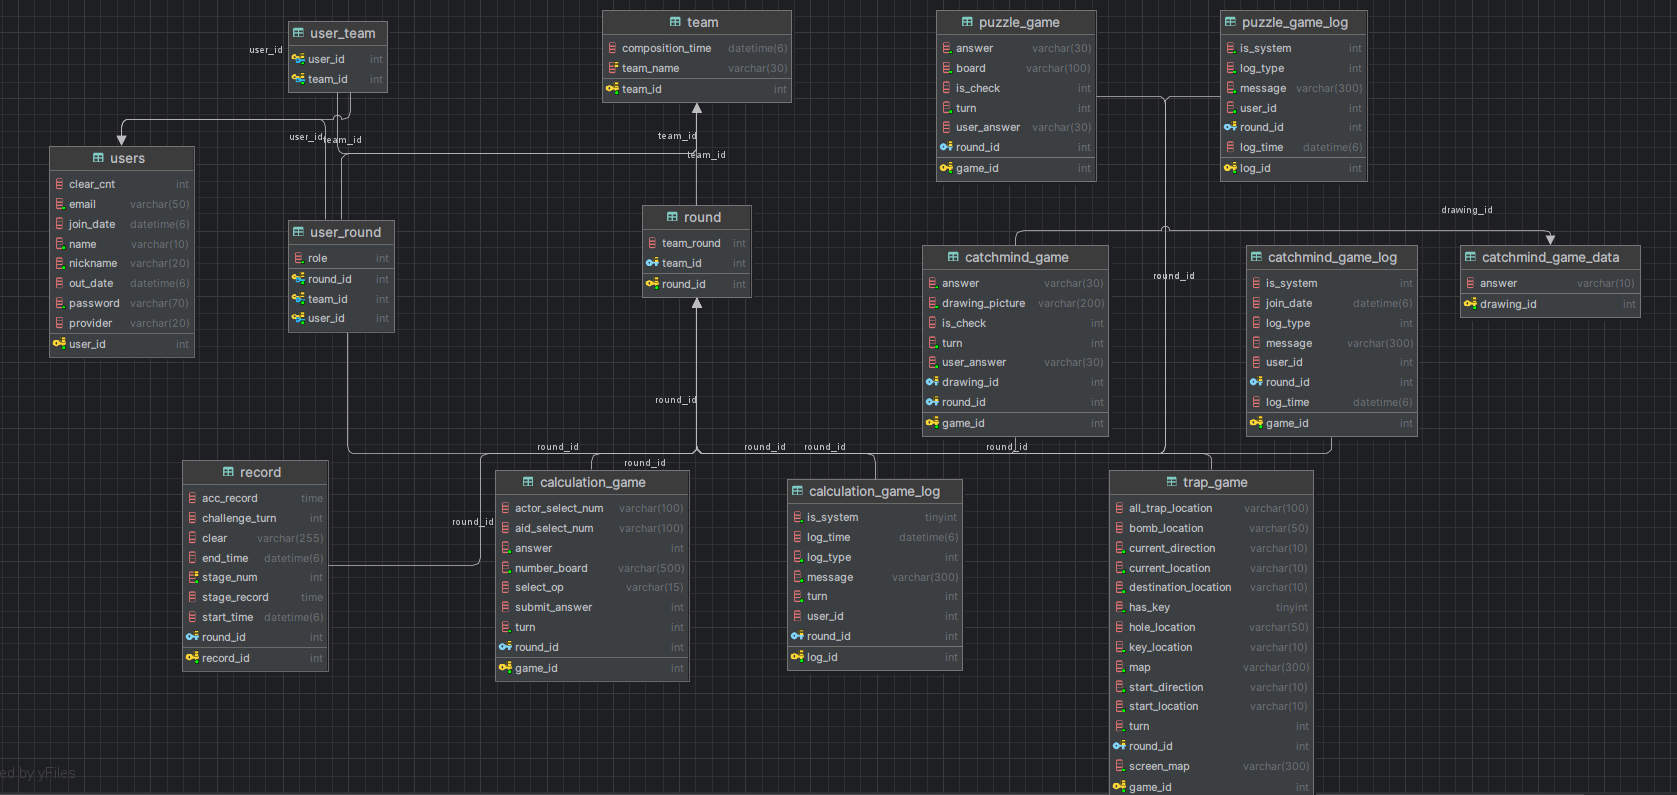 user_team
user_id int
team_id int
user_id
team
composition_time datetime(6)
team_name varchar(30)
team_id int
puzzle_game
answer varchar(30)
board varchar(100)
is_check int
turn int
user_answer varchar(30)
round_id int
game_id int
puzzle_game_log
is_system int
log_type int
message varchar(300)
user_id int
round_id int
log_time datetime(6)
log_id int
user_id
team_id
team_id
team_id
users
clear_cnt int
email varchar(50)
join_date datetime(6)
name varchar(10)
nickname varchar(20)
out_date datetime(6)
password varchar(70)
provider varchar(20)
user_id int
user_round
role int
round_id int
team_id int
user_id int
round
team_round int
team_id int
round_id int
drawing_id
round_id
catchmind_game
answer varchar(30)
drawing_picture varchar(200)
is_check int
turn int
user_answer varchar(30)
drawing_id int
round_id int
game_id int
catchmind_game_log
is_system int
join_date datetime(6)
log_type int
message varchar(300)
user_id int
round_id int
log_time datetime(6)
game_id int
catchmind_game_data
answer varchar(10)
drawing_id int
round_id
round_id
round_id
round_id
round_id
round_id
round_id
record
acc_record time
challenge_turn int
clear varchar(255)
end_time datetime(6)
stage_num int
stage_record time
start_time datetime(6)
round_id int
record_id int
calculation_game
actor_select_num varchar(100)
aid_select_num varchar(100)
answer int
number_board varchar(500)
select_op varchar(15)
submit_answer int
turn int
round_id int
game_id int
calculation_game_log
is_system tinyint
log_time datetime(6)
log_type int
message varchar(300)
turn int
user_id int
round_id int
log_id int
trap_game
all_trap_location varchar(100)
bomb_location varchar(50)
current_direction varchar(10)
current_location varchar(10)
destination_location varchar(10)
has_key tinyint
hole_location varchar(50)
key_location varchar(10)
map varchar(300)
start_direction varchar(10)
start_location varchar(10)
turn int
round_id int
screen_map varchar(300)
game_id int
ed by yFiles